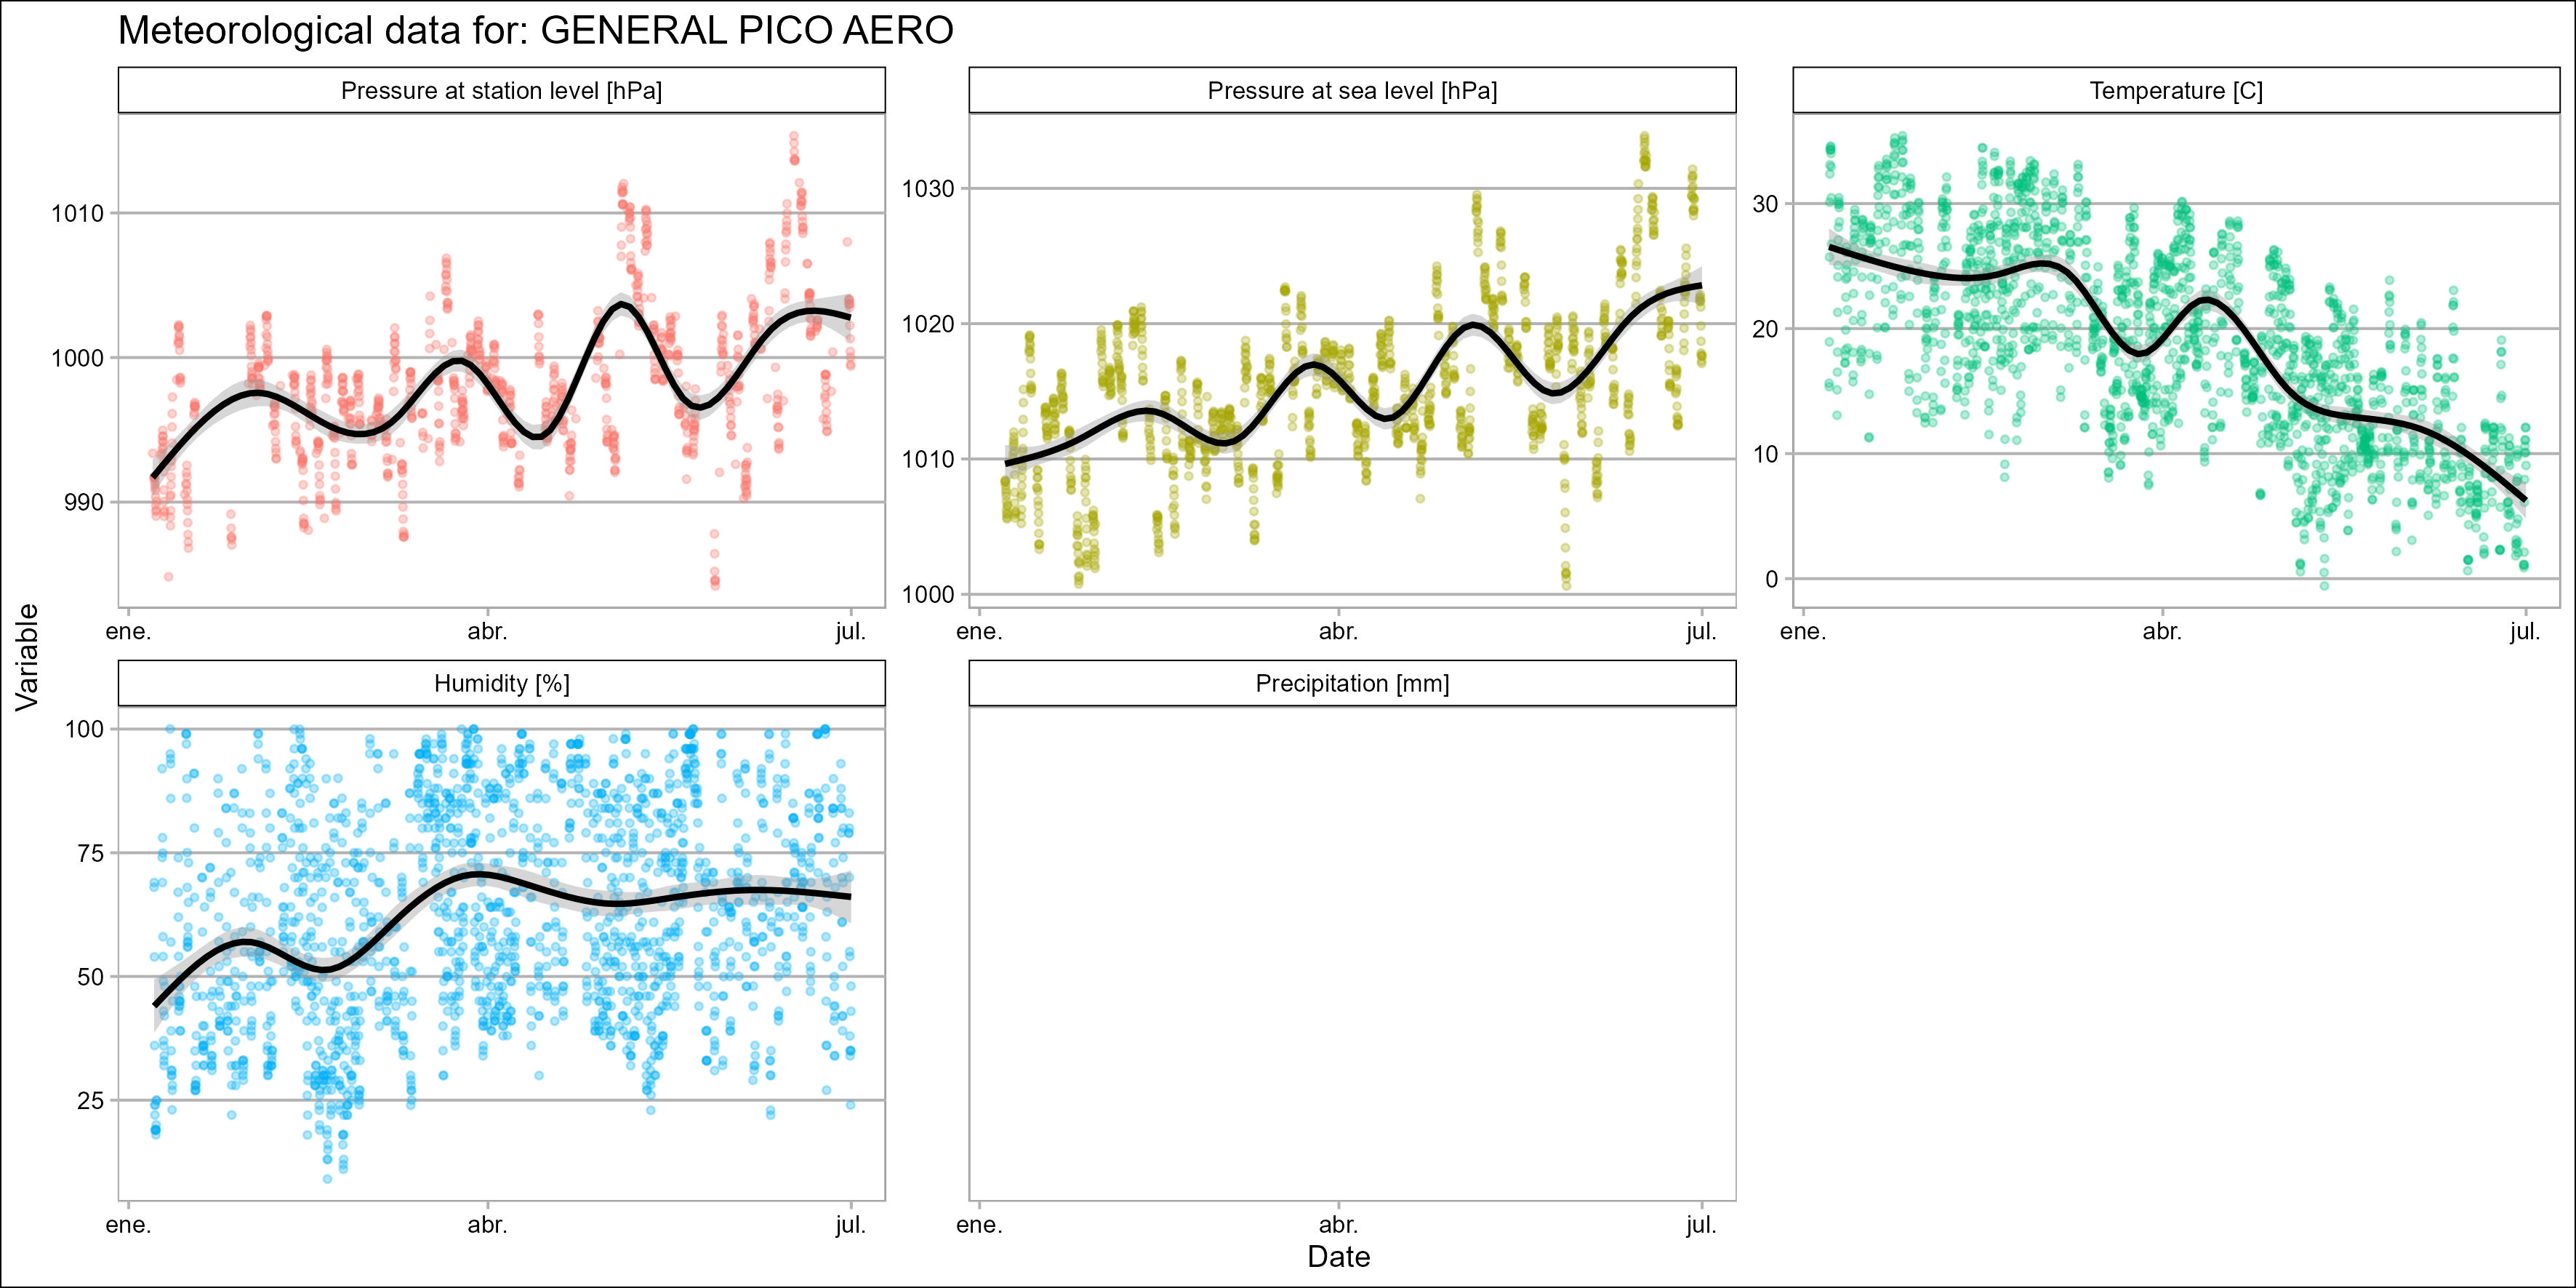 Meteorological data for: GENERAL PICO AERO
Pressure at station level [hPa]
Pressure at sea level [hPa]
Temperature [C]
1010
1000
990
1030
1020
1010
1000
30
20
10
0
ene. abr. jul.
ene. abr. jul.
ene. abr. jul.
Variable
Humidity [%]
Precipitation [mm]
100
75
50
25
ene. abr. jul.
ene. abr. jul.
Date